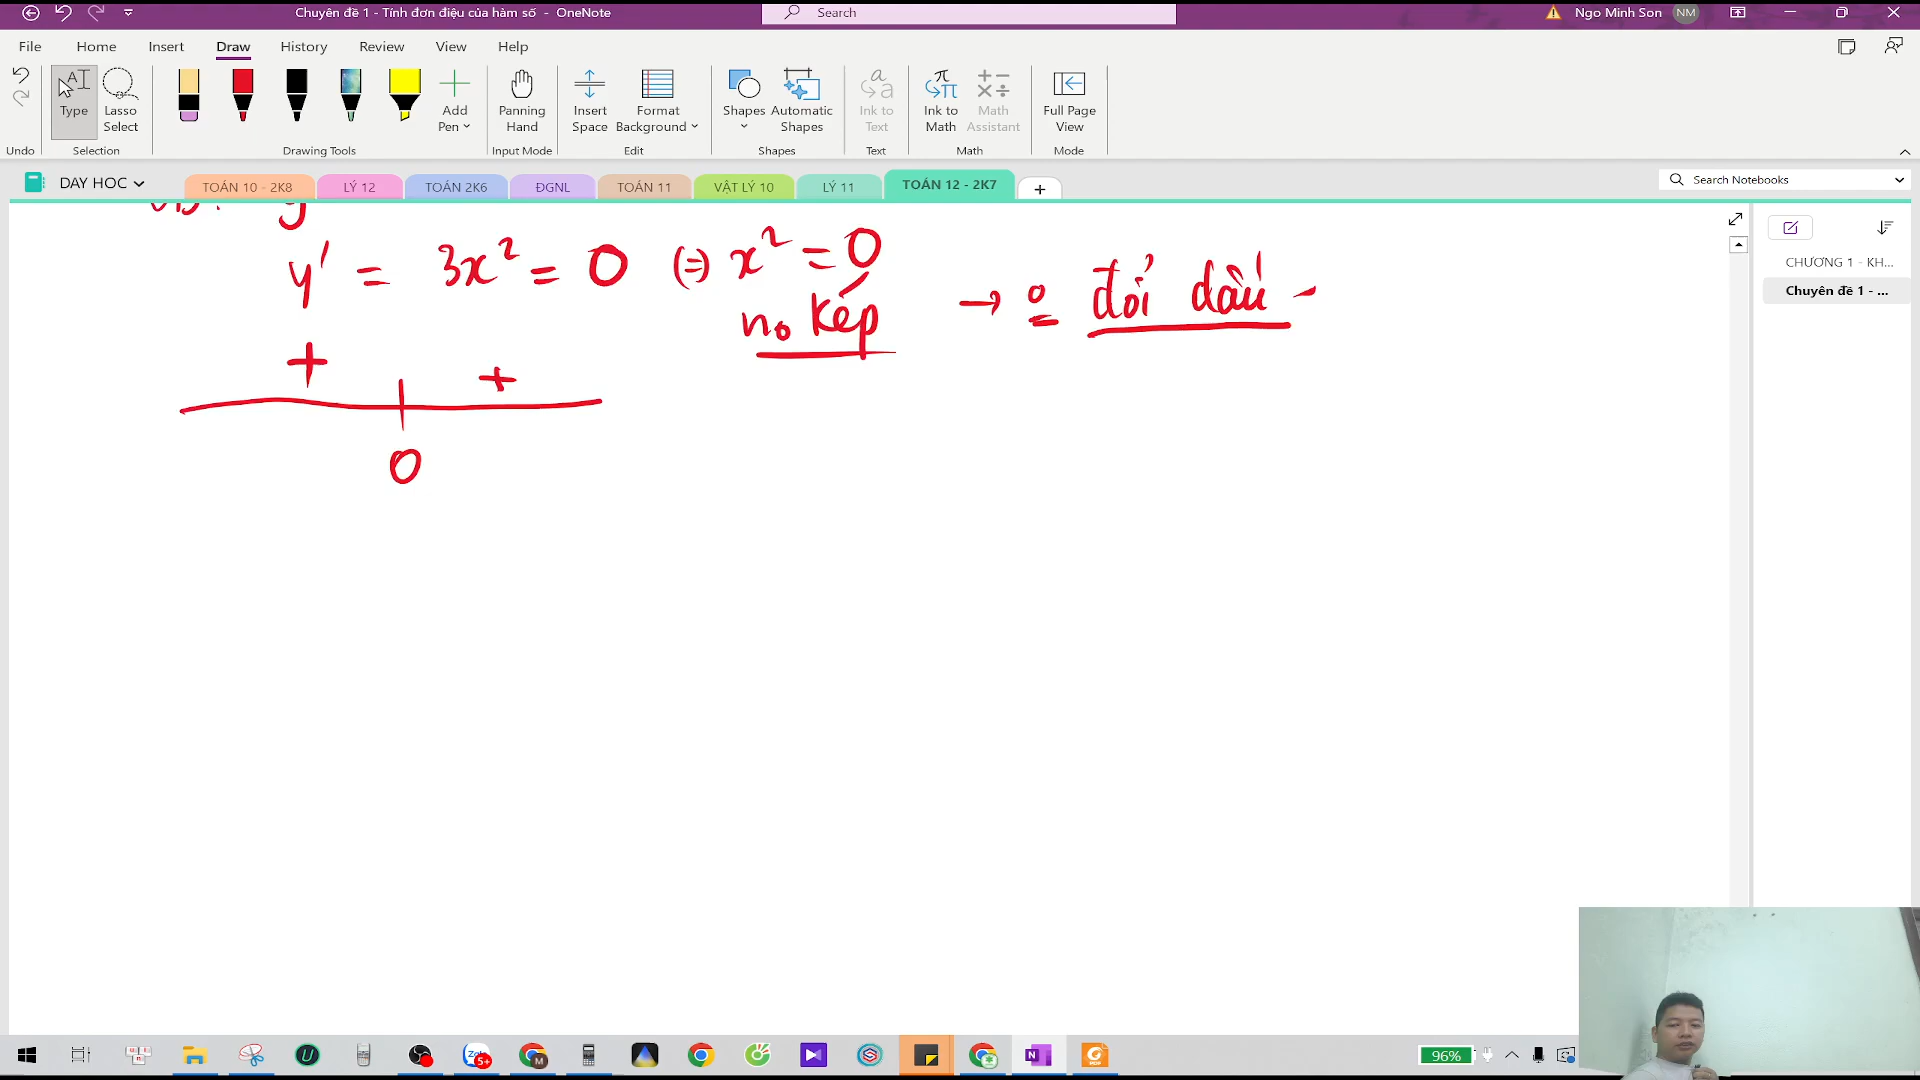 Chuyên đề 1 - Tính đơn điệu của hàm số - OneNote
Search
Ngo Minh Son NM
File Home Insert Draw History Review View Help
Type
Lasso Select
Add Pen
Panning Hand
Insert Space
Format Background
Shapes
Automatic Shapes
Ink to Text
Ink to Math
Math Assistant
Full Page View
Undo Selection Drawing Tools Input Mode Edit Shapes Text Math Mode
DAY HOC
TOÁN 10 - 2K8
LÝ 12
TOÁN 2K6
ĐGNL
TOÁN 11
VẬT LÝ 10
LÝ 11
TOÁN 12 - 2K7
Search Notebooks
CHƯƠNG 1 - KH...
Chuyên đề 1 - ...
y' = 3x² = 0 (=) x² = 0
no kép → o đổi dấu -
+ +
0
96%